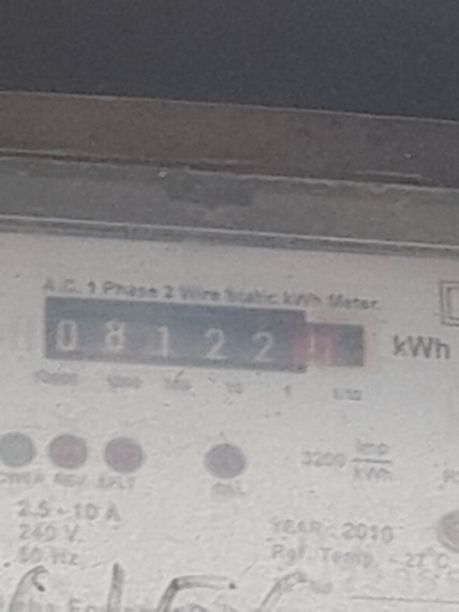 A.C. 1 Phase 2 Wire Static kWh Meter.
0 8 1 2 2
kWh
10000 1000 100 10 1 1/10
CAL
3200 imp/kWh
2.5 - 10 A
240 V.
50 Hz.
YEAR : 2010
Ref. Temp. - 27°C